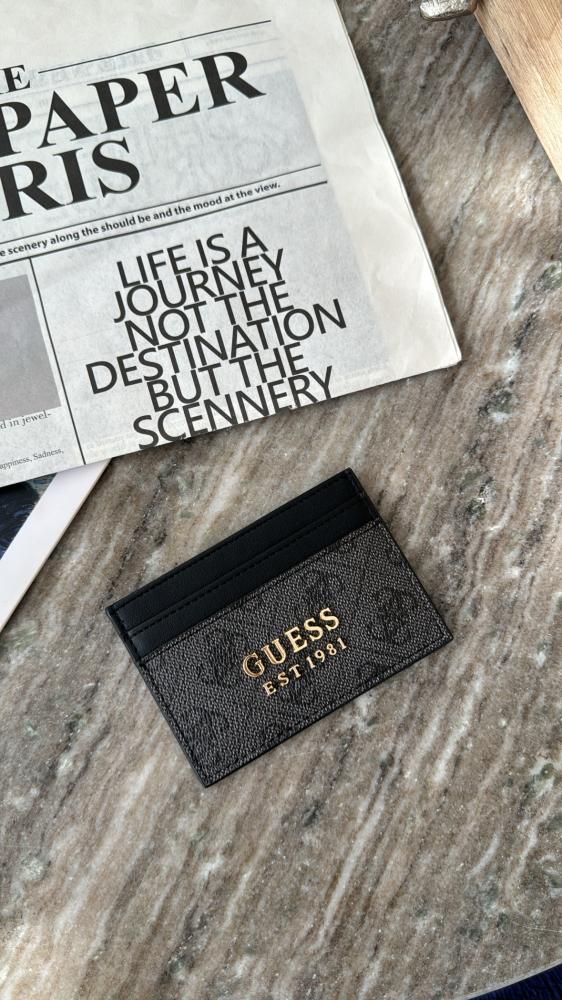 PAPER
RIS
e scenery along the should be and the mood at the view.
LIFE IS A
JOURNEY
NOT THE
DESTINATION
BUT THE
SCENNERY
d in jewel-
appiness, Sadness,
GUESS
EST 1981